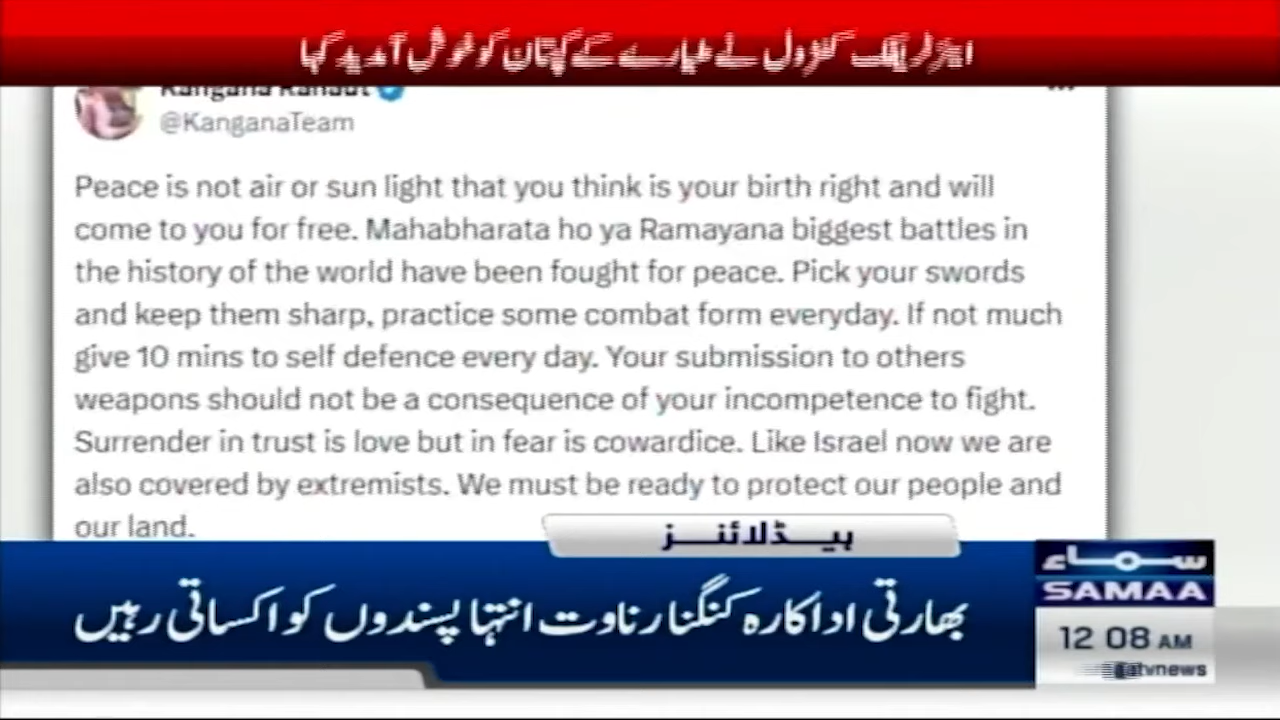 ایئر ٹریفک کنٹرول نے طیارے کے کپتان کو خوش آمدید کہا
Kangana Ranaut
@KanganaTeam
Peace is not air or sun light that you think is your birth right and will
come to you for free. Mahabharata ho ya Ramayana biggest battles in
the history of the world have been fought for peace. Pick your swords
and keep them sharp, practice some combat form everyday. If not much
give 10 mins to self defence every day. Your submission to others
weapons should not be a consequence of your incompetence to fight.
Surrender in trust is love but in fear is cowardice. Like Israel now we are
also covered by extremists. We must be ready to protect our people and
our land.
ہیڈلائنز
بھارتی اداکارہ کنگنا رناوت انتہا پسندوں کو اکساتی رہیں
سماء
SAMAA
12 08 AM